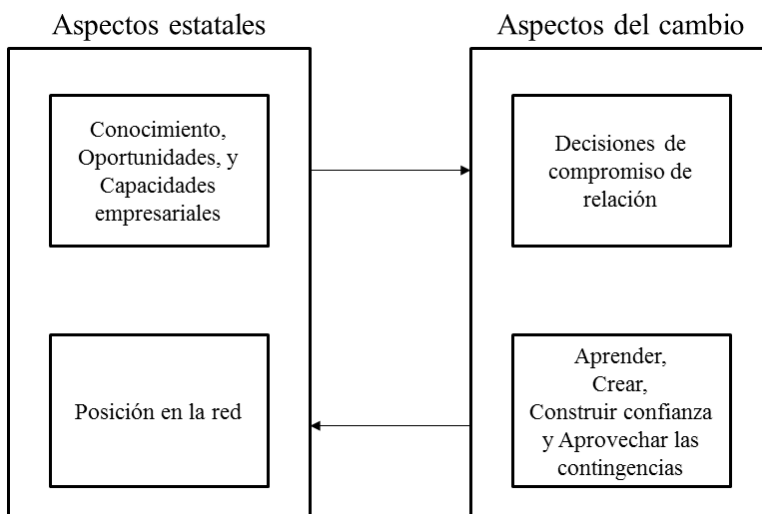 Aspectos estatales
Aspectos del cambio
Conocimiento,
Oportunidades, y
Capacidades
empresariales
Decisiones de
compromiso de
relación
Posición en la red
Aprender,
Crear,
Construir confianza
y Aprovechar las
contingencias